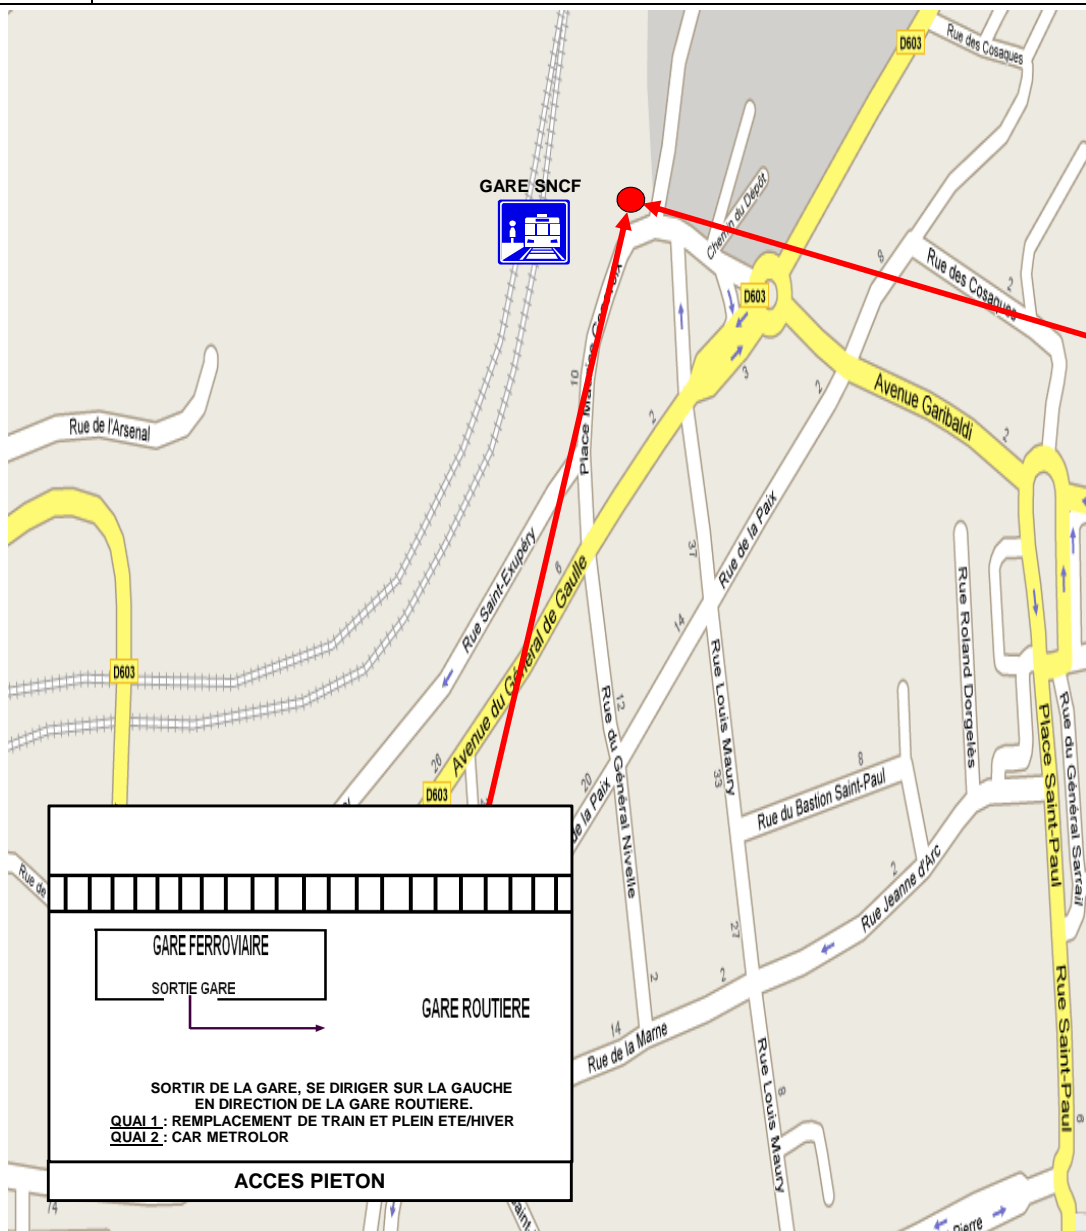 D603
Rue des Cosaques
GARE SNCF
Chemin du Dépôt
8
Rue des Cosaques
2
D603
10
3
2
2
Avenue Garibaldi
2
Rue de l'Arsenal
Rue de la Paix
37
6
Rue Saint-Exupéry
Avenue du Général de Gaulle
14
Rue Roland Dorgelès
D603
12
Rue du Général Nivelle
Rue Louis Maury
33
Place Saint-Paul
Rue du Général Sarrail
26
D603
20
de la Paix
8
Rue du Bastion Saint-Paul
Rue de
2
Rue Jeanne d'Arc
27
2
2
14
Rue de la Marne
Rue Saint-Paul
Rue Louis Maury
8
6
GARE FERROVIAIRE
SORTIE GARE
GARE ROUTIERE
SORTIR DE LA GARE, SE DIRIGER SUR LA GAUCHE
EN DIRECTION DE LA GARE ROUTIERE.
QUAI 1 : REMPLACEMENT DE TRAIN ET PLEIN ETE/HIVER
QUAI 2 : CAR METROLOR
ACCES PIETON
74
Pierre